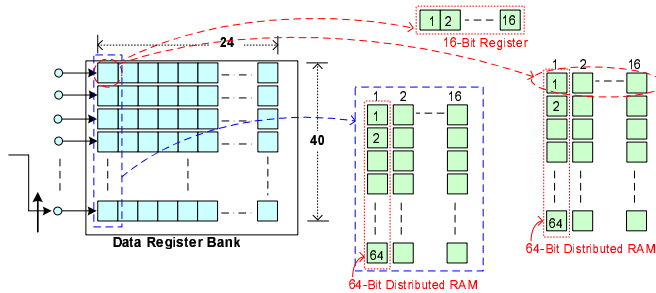 24
1 2 16
16-Bit Register
1 2 16
1
2
64-Bit Distributed RAM
40
1 2 16
1
2
64
64-Bit Distributed RAM
64
Data Register Bank